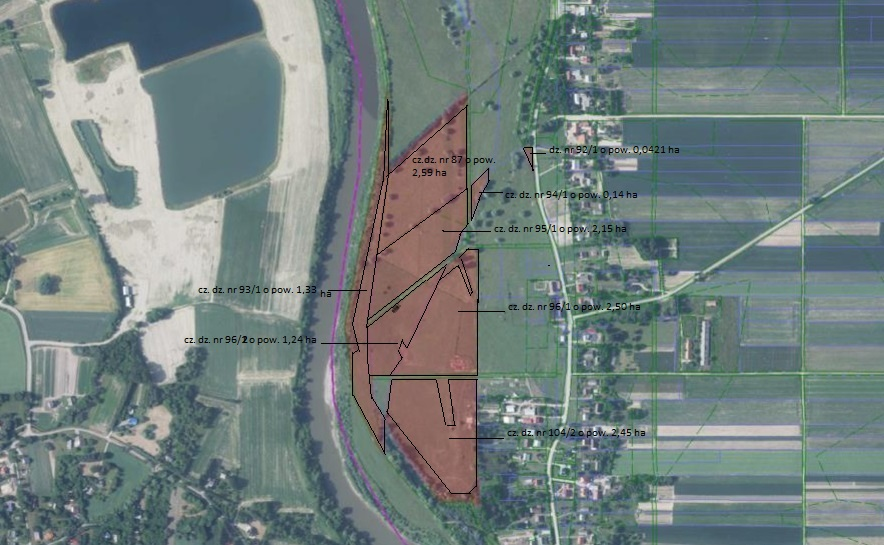 cz.dz. nr 87 o pow.
2,59 ha
dz. nr 92/1 o pow. 0,0421 ha
cz. dz. nr 94/1 o pow. 0,14 ha
cz. dz. nr 95/1 o pow. 2,15 ha
cz. dz. nr 93/1 o pow. 1,33 ha
cz. dz. nr 96/1 o pow. 2,50 ha
cz. dz. nr o pow. 1,24 ha
cz. dz. nr 104/2 o pow. 2,45 ha